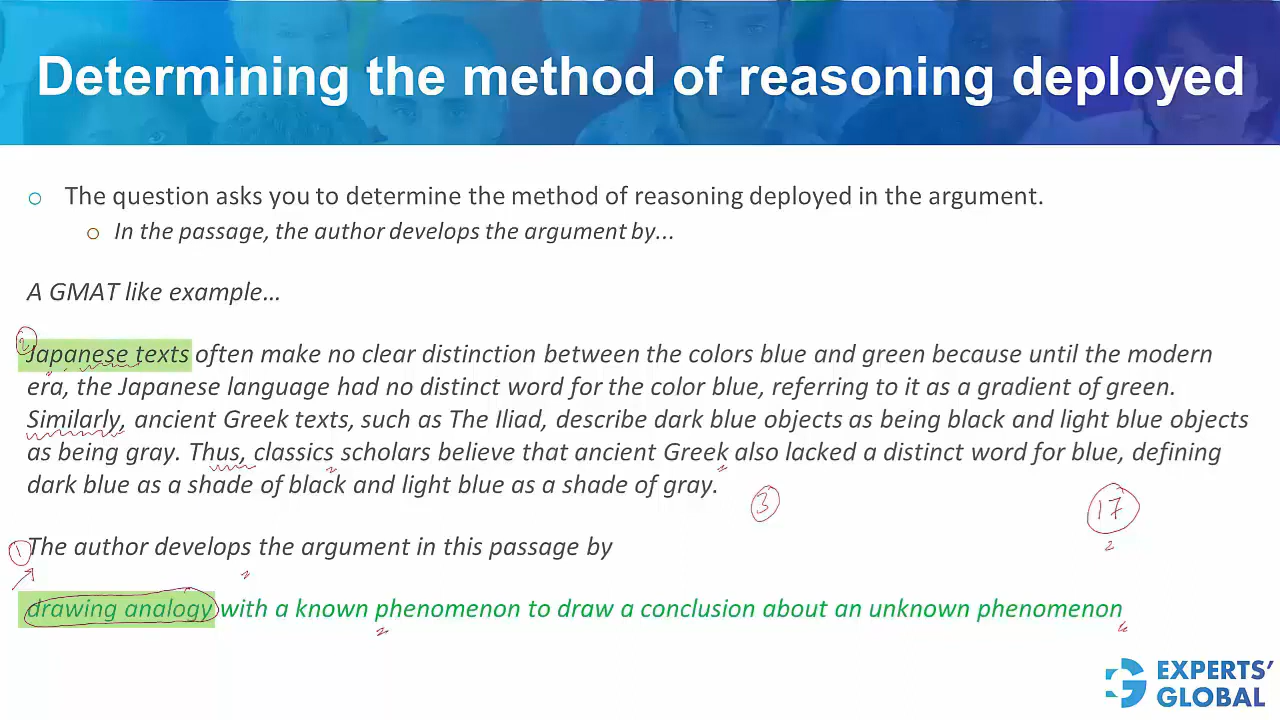 Determining the method of reasoning deployed
The question asks you to determine the method of reasoning deployed in the argument.
In the passage, the author develops the argument by...
A GMAT like example...
2
Japanese texts often make no clear distinction between the colors blue and green because until the modern
era, the Japanese language had no distinct word for the color blue, referring to it as a gradient of green.
Similarly, ancient Greek texts, such as The Iliad, describe dark blue objects as being black and light blue objects
as being gray. Thus, classics scholars believe that ancient Greek also lacked a distinct word for blue, defining
dark blue as a shade of black and light blue as a shade of gray.
3
17
1
The author develops the argument in this passage by
drawing analogy with a known phenomenon to draw a conclusion about an unknown phenomenon
EXPERTS'
GLOBAL